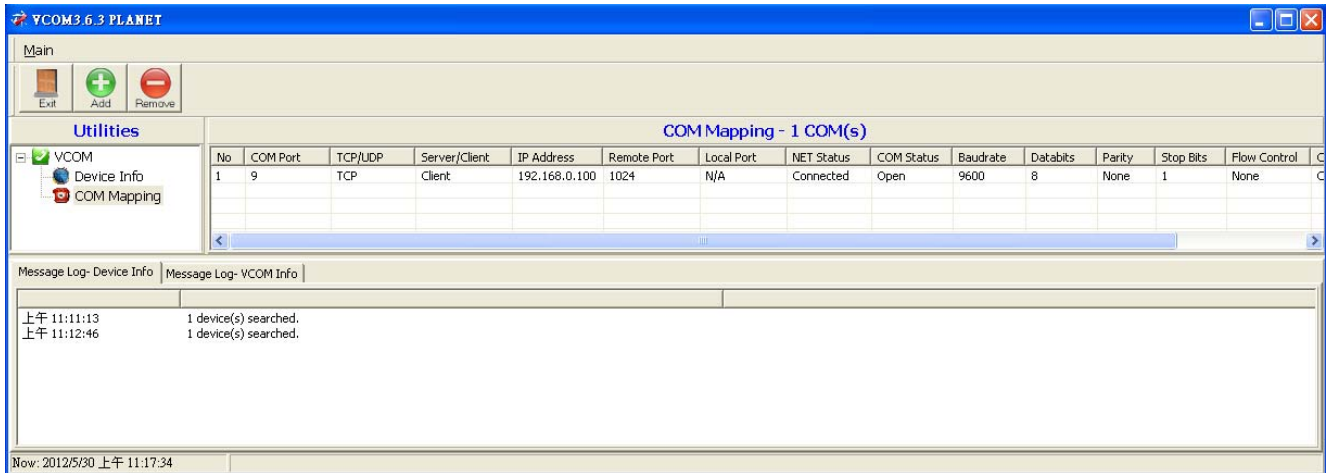 VCOM3.6.3 PLANET
Main
Exit Add Remove
Utilities
COM Mapping - 1 COM(s)
VCOM
Device Info
COM Mapping
No COM Port TCP/UDP Server/Client IP Address Remote Port Local Port NET Status COM Status Baudrate Databits Parity Stop Bits Flow Control C
1 9 TCP Client 192.168.0.100 1024 N/A Connected Open 9600 8 None 1 None C
Message Log- Device Info Message Log- VCOM Info
上午 11:11:13 1 device(s) searched.
上午 11:12:46 1 device(s) searched.
Now: 2012/5/30 上午 11:17:34